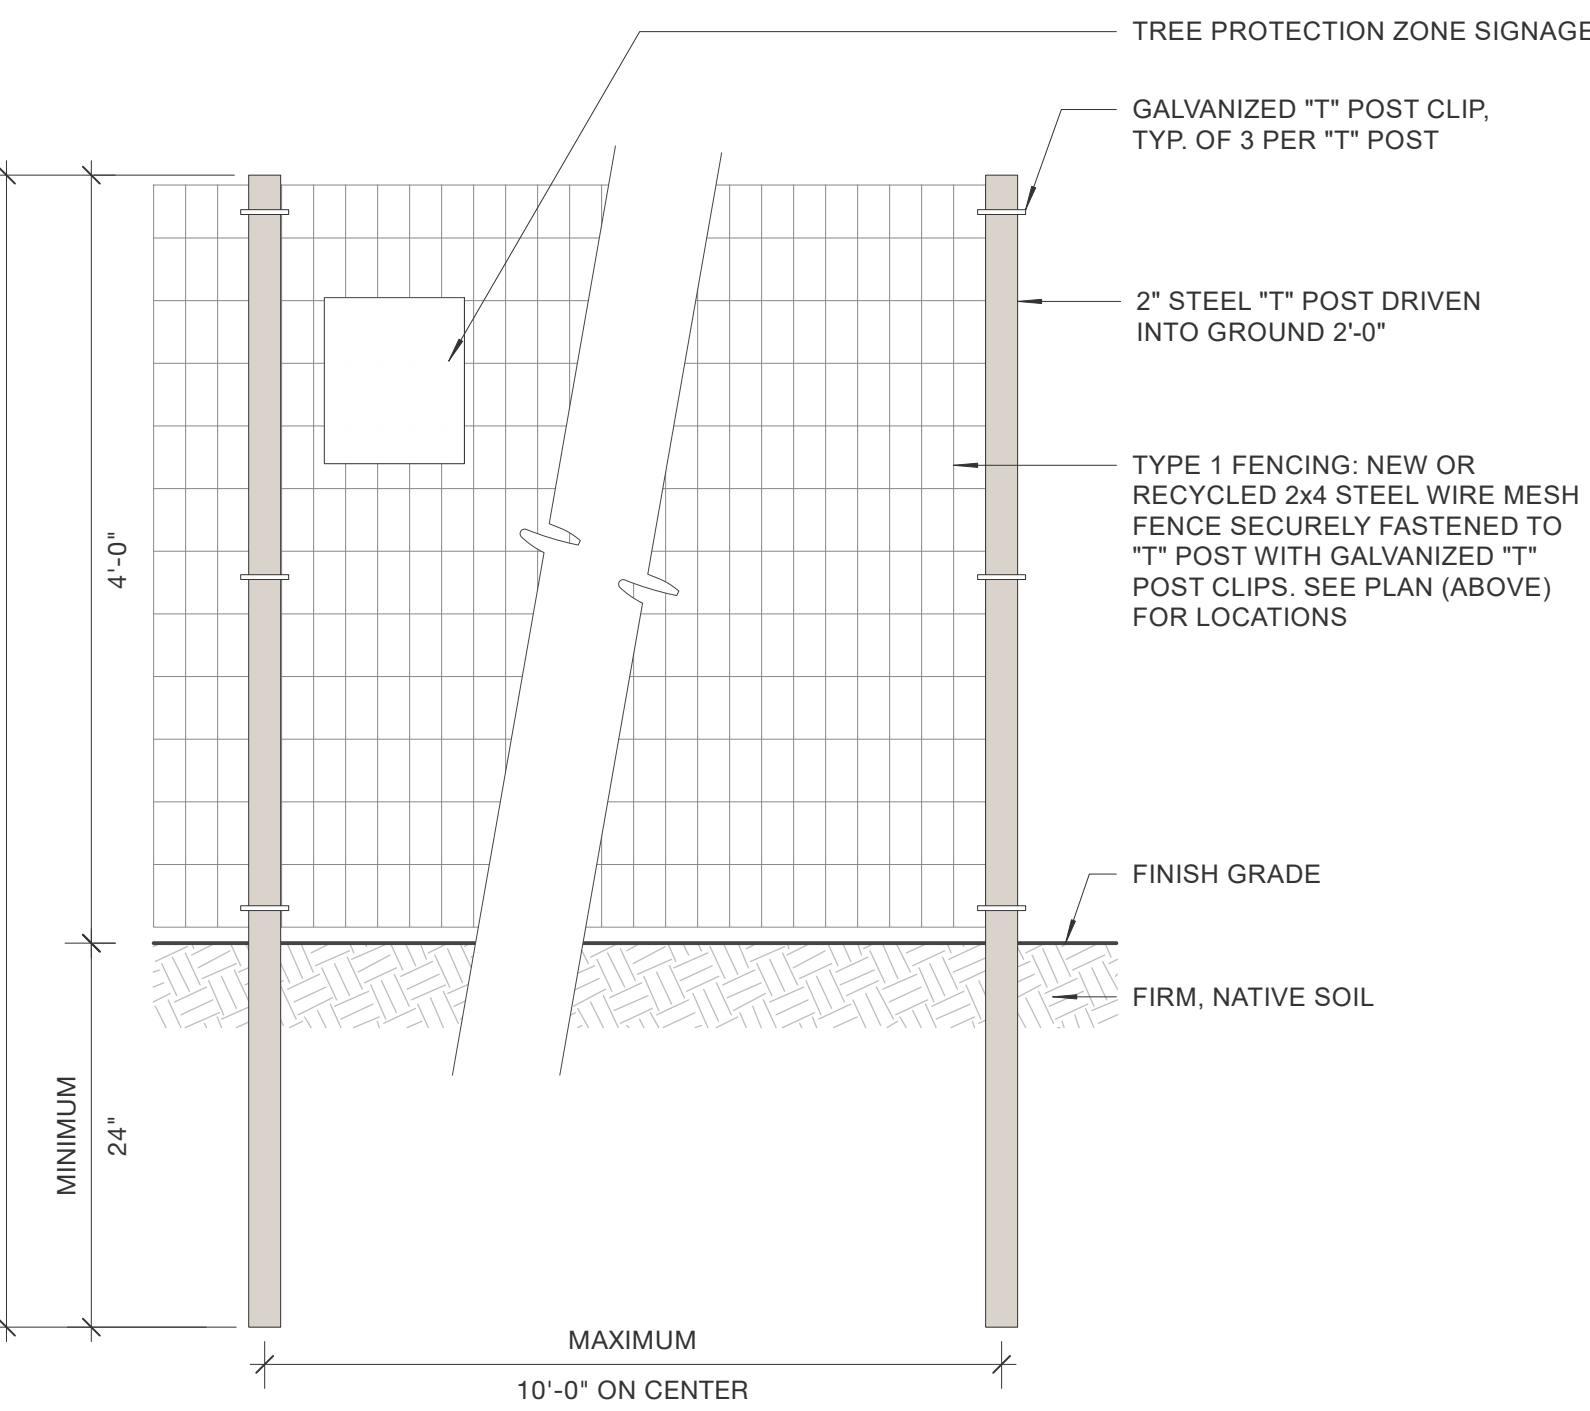 TREE PROTECTION ZONE SIGNAGE
GALVANIZED "T" POST CLIP,
TYP. OF 3 PER "T" POST
2" STEEL "T" POST DRIVEN
INTO GROUND 2'-0"
TYPE 1 FENCING: NEW OR
RECYCLED 2x4 STEEL WIRE MESH
FENCE SECURELY FASTENED TO
"T" POST WITH GALVANIZED "T"
POST CLIPS. SEE PLAN (ABOVE)
FOR LOCATIONS
4'-0"
FINISH GRADE
FIRM, NATIVE SOIL
MINIMUM
24"
MAXIMUM
10'-0" ON CENTER